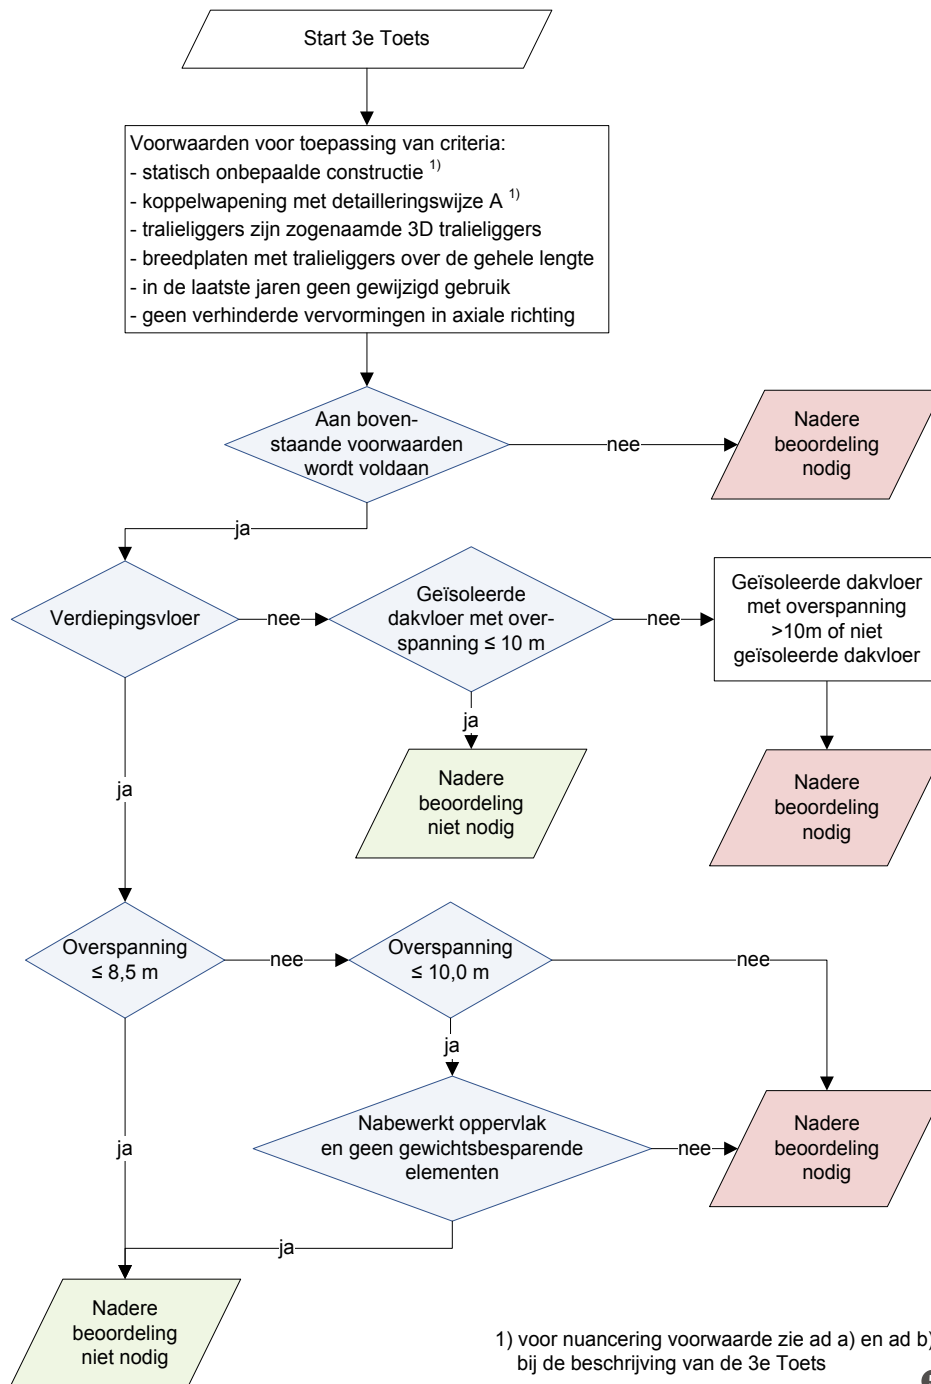 Start 3e Toets
Voorwaarden voor toepassing van criteria:
- statisch onbepaalde constructie 1)
- koppelwapening met detailleringswijze A 1)
- tralieliggers zijn zogenaamde 3D tralieliggers
- breedplaten met tralieliggers over de gehele lengte
- in de laatste jaren geen gewijzigd gebruik
- geen verhinderde vervormingen in axiale richting
Aan boven-
staande voorwaarden
wordt voldaan
nee
Nadere
beoordeling
nodig
ja
Verdiepingsvloer
nee
Geïsoleerde
dakvloer met over-
spanning ≤ 10 m
nee
Geïsoleerde dakvloer
met overspanning
>10m of niet
geïsoleerde dakvloer
ja
Nadere
beoordeling
niet nodig
Nadere
beoordeling
nodig
ja
Overspanning
≤ 8,5 m
nee
Overspanning
≤ 10,0 m
nee
ja
Nabewerkt oppervlak
en geen gewichtsbesparende
elementen
nee
Nadere
beoordeling
nodig
ja
ja
Nadere
beoordeling
niet nodig
1) voor nuancering voorwaarde zie ad a) en ad b)
bij de beschrijving van de 3e Toets